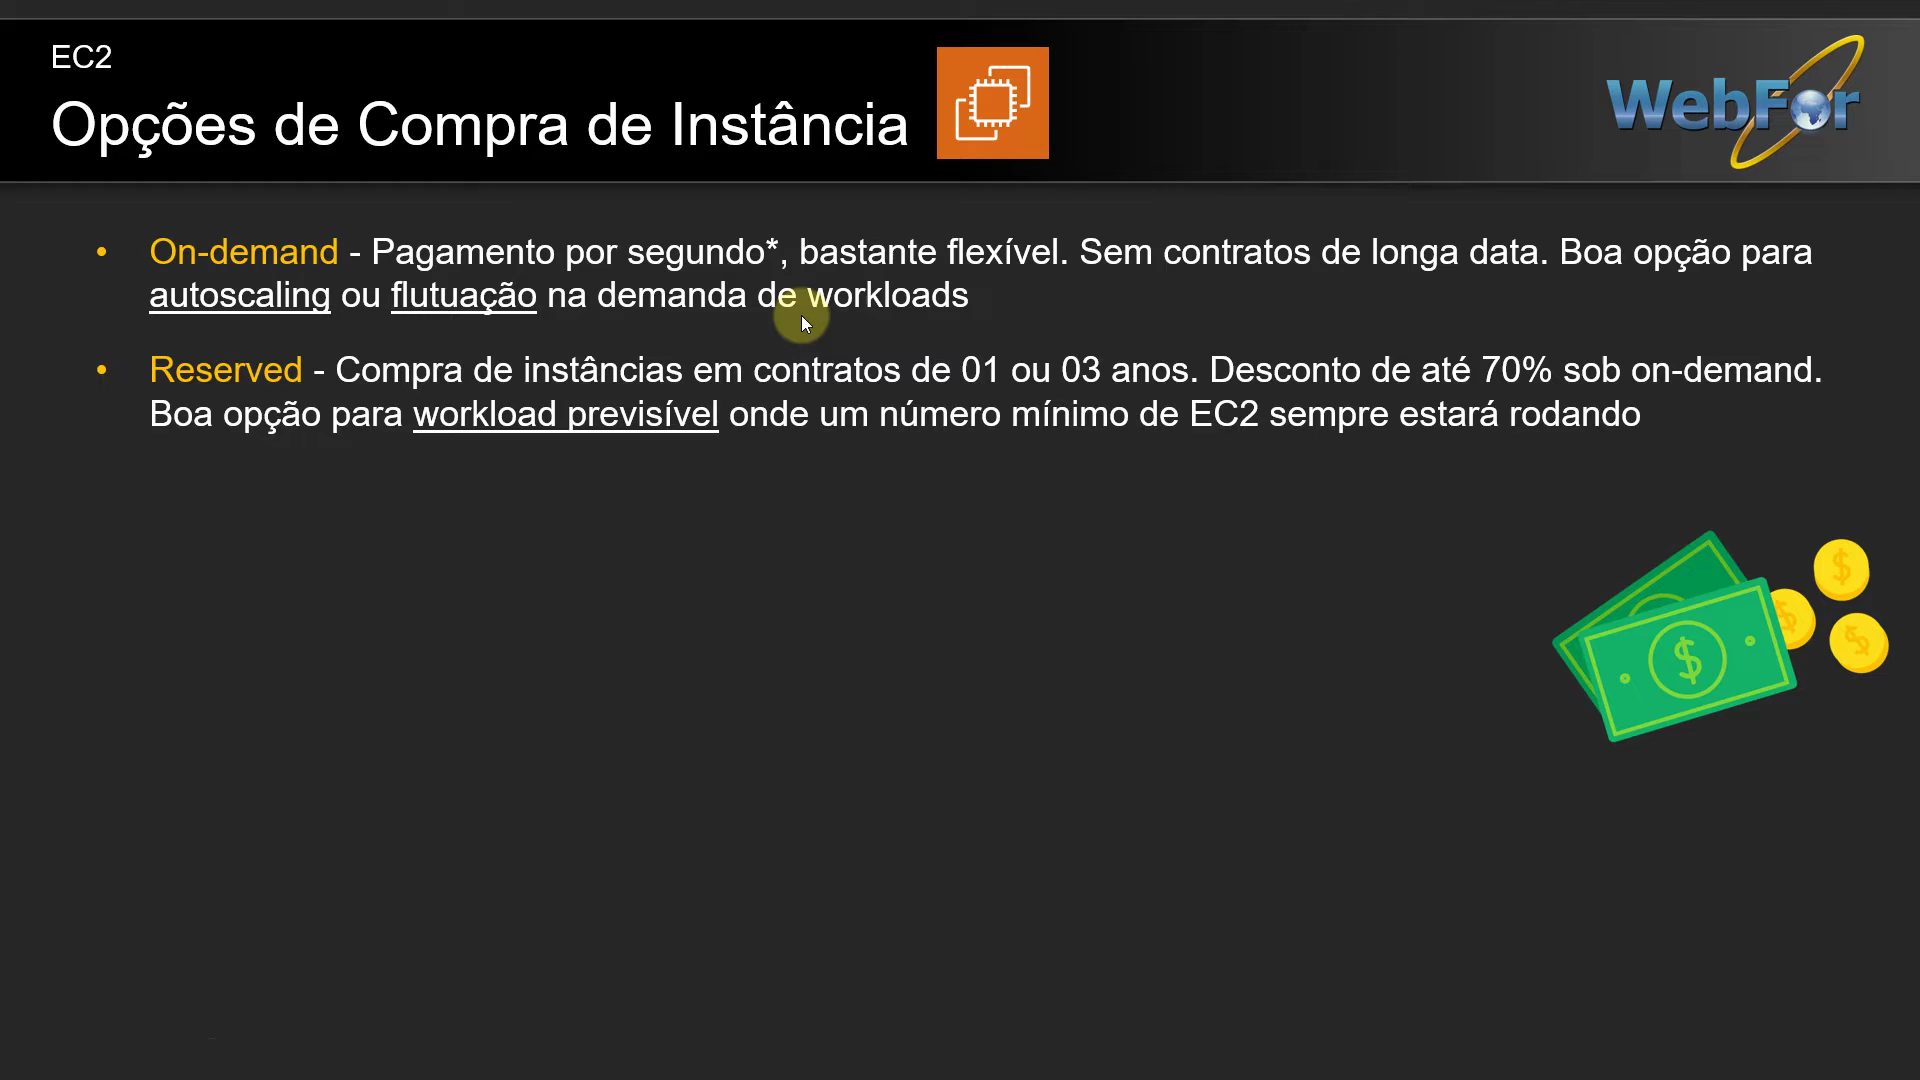 EC2
Opções de Compra de Instância
WebFor
• On-demand - Pagamento por segundo*, bastante flexível. Sem contratos de longa data. Boa opção para
autoscaling ou flutuação na demanda de workloads
• Reserved - Compra de instâncias em contratos de 01 ou 03 anos. Desconto de até 70% sob on-demand.
Boa opção para workload previsível onde um número mínimo de EC2 sempre estará rodando
$
$
$
$